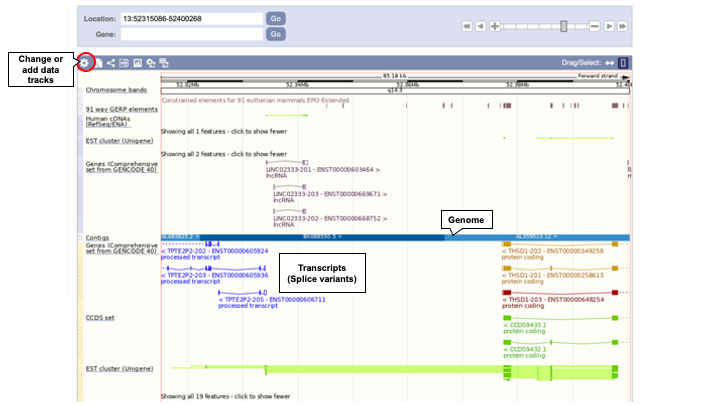 Location: 13:52315086-52400268 Go
Gene: Go
Change or
add data
tracks
Drag/Select:
85.18 kb Forward strand
52.32Mb 52.34Mb 52.36Mb 52.38Mb 52.40
Chromosome bands q14.3
Constrained elements for 91 eutherian mammals EPO-Extended
91 way GERP elements
Human cDNAs
(RefSeq/ENA)
Showing all 1 features - click to show fewer
EST cluster (Unigene)
Showing all 2 features - click to show fewer
Genes (Comprehensive
set from GENCODE 40)
LINC02333-201 - ENST00000603464 >
lncRNA
LINC02333-203 - ENST00000669671 >
lncRNA
LINC02333-202 - ENST00000668752 >
lncRNA
Genome
Contigs AL683825.2 > BX088550.5 > AL359513.12 >
Genes (Comprehensive
set from GENCODE 40)
< TPTE2P2-202 - ENST00000605924
processed transcript
< THSD1-202 - ENST00000349258
protein coding
Transcripts
(Splice variants)
< TPTE2P2-203 - ENST00000605936
processed transcript
< THSD1-201 - ENST00000258613
protein coding
< TPTE2P2-205 - ENST00000606711
processed transcript
< THSD1-203 - ENST00000648254
protein coding
CCDS set
< CCDS9433.1
protein coding
< CCDS9432.1
protein coding
EST cluster (Unigene)
Showing all 19 features - click to show fewer